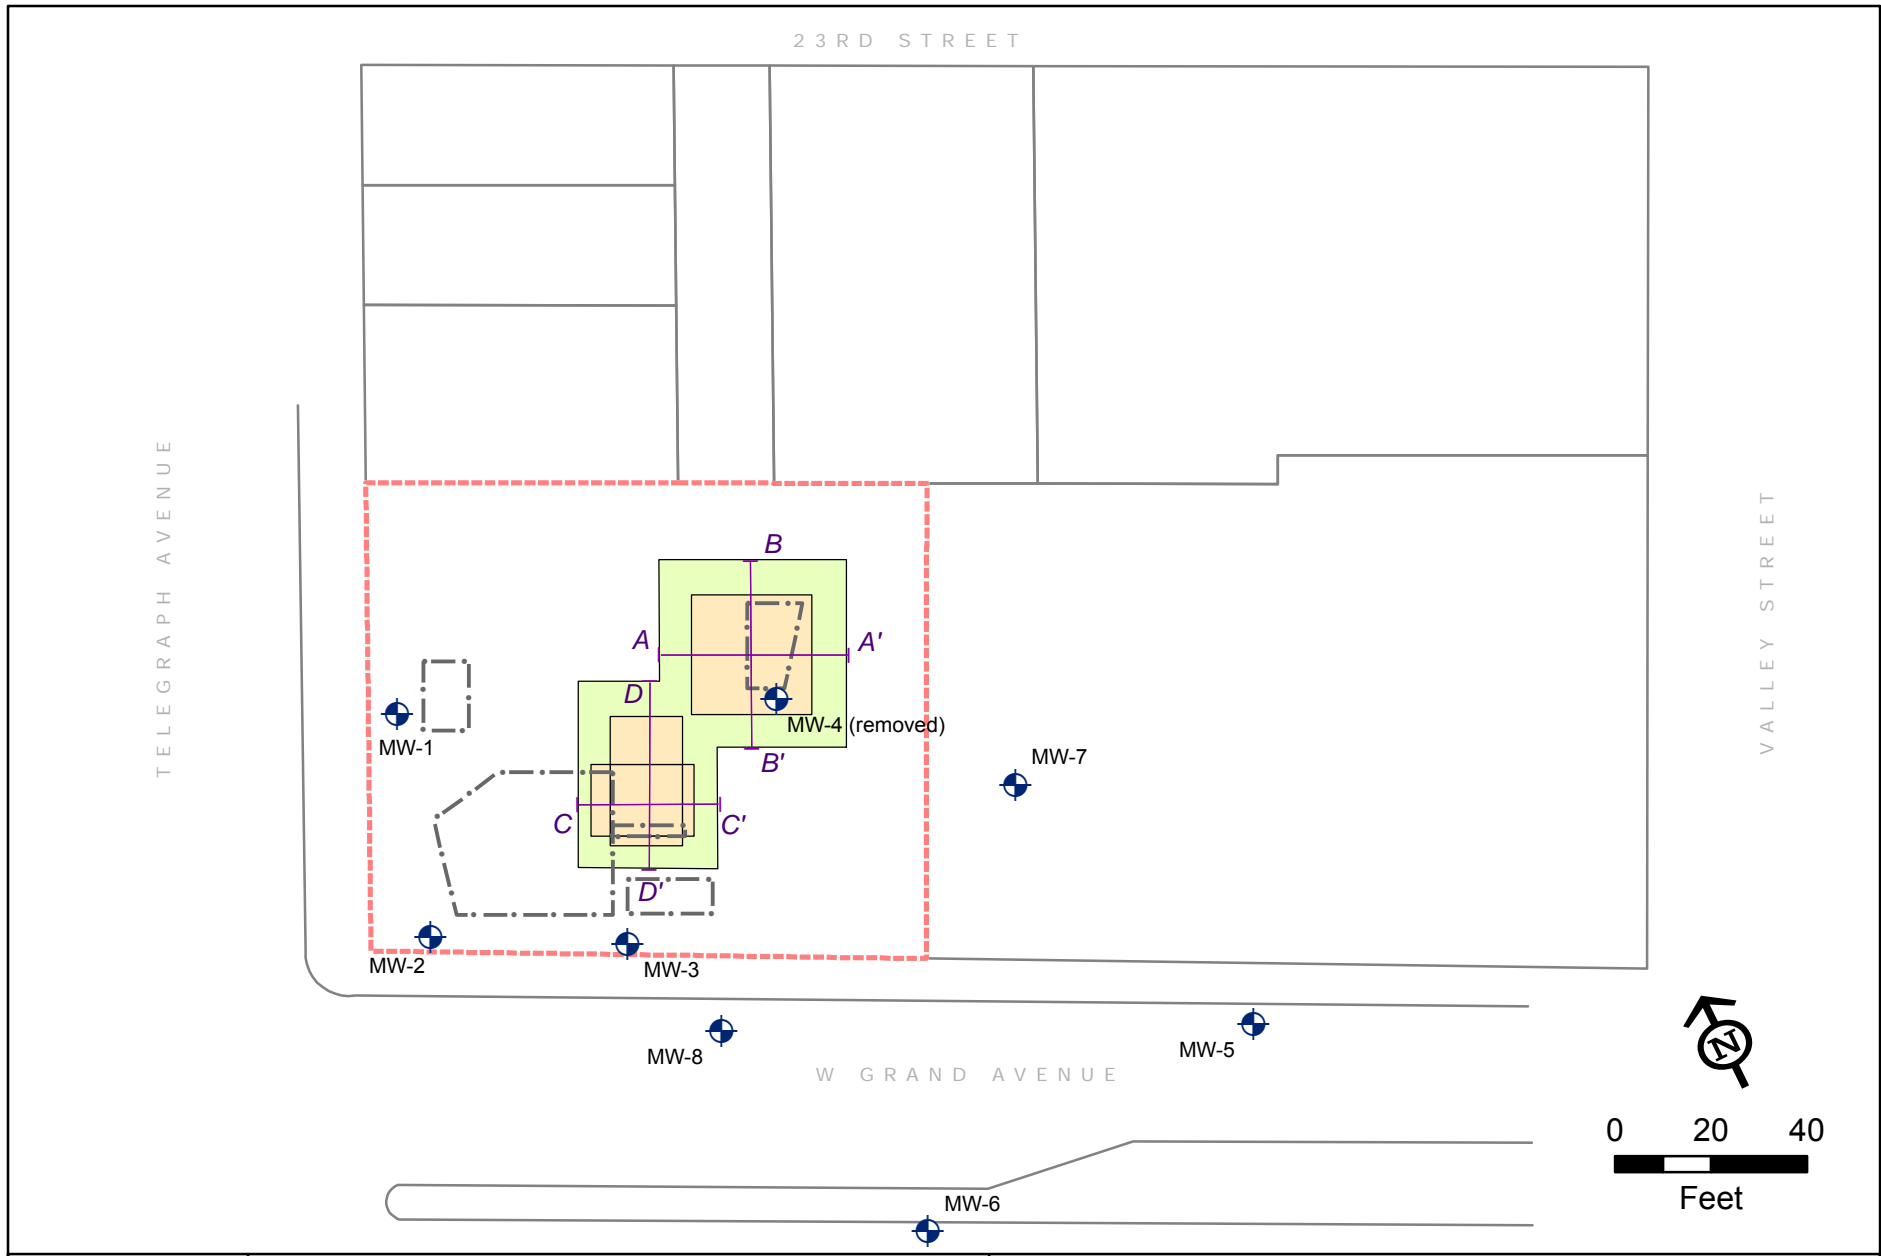 23RD STREET
TELEGRAPH AVENUE
VALLEY STREET
B
A
A'
D
MW-4 (removed)
MW-1
B'
MW-7
C
C'
D'
MW-2
MW-3
MW-8
MW-5
W GRAND AVENUE
N
0 20 40
Feet
MW-6